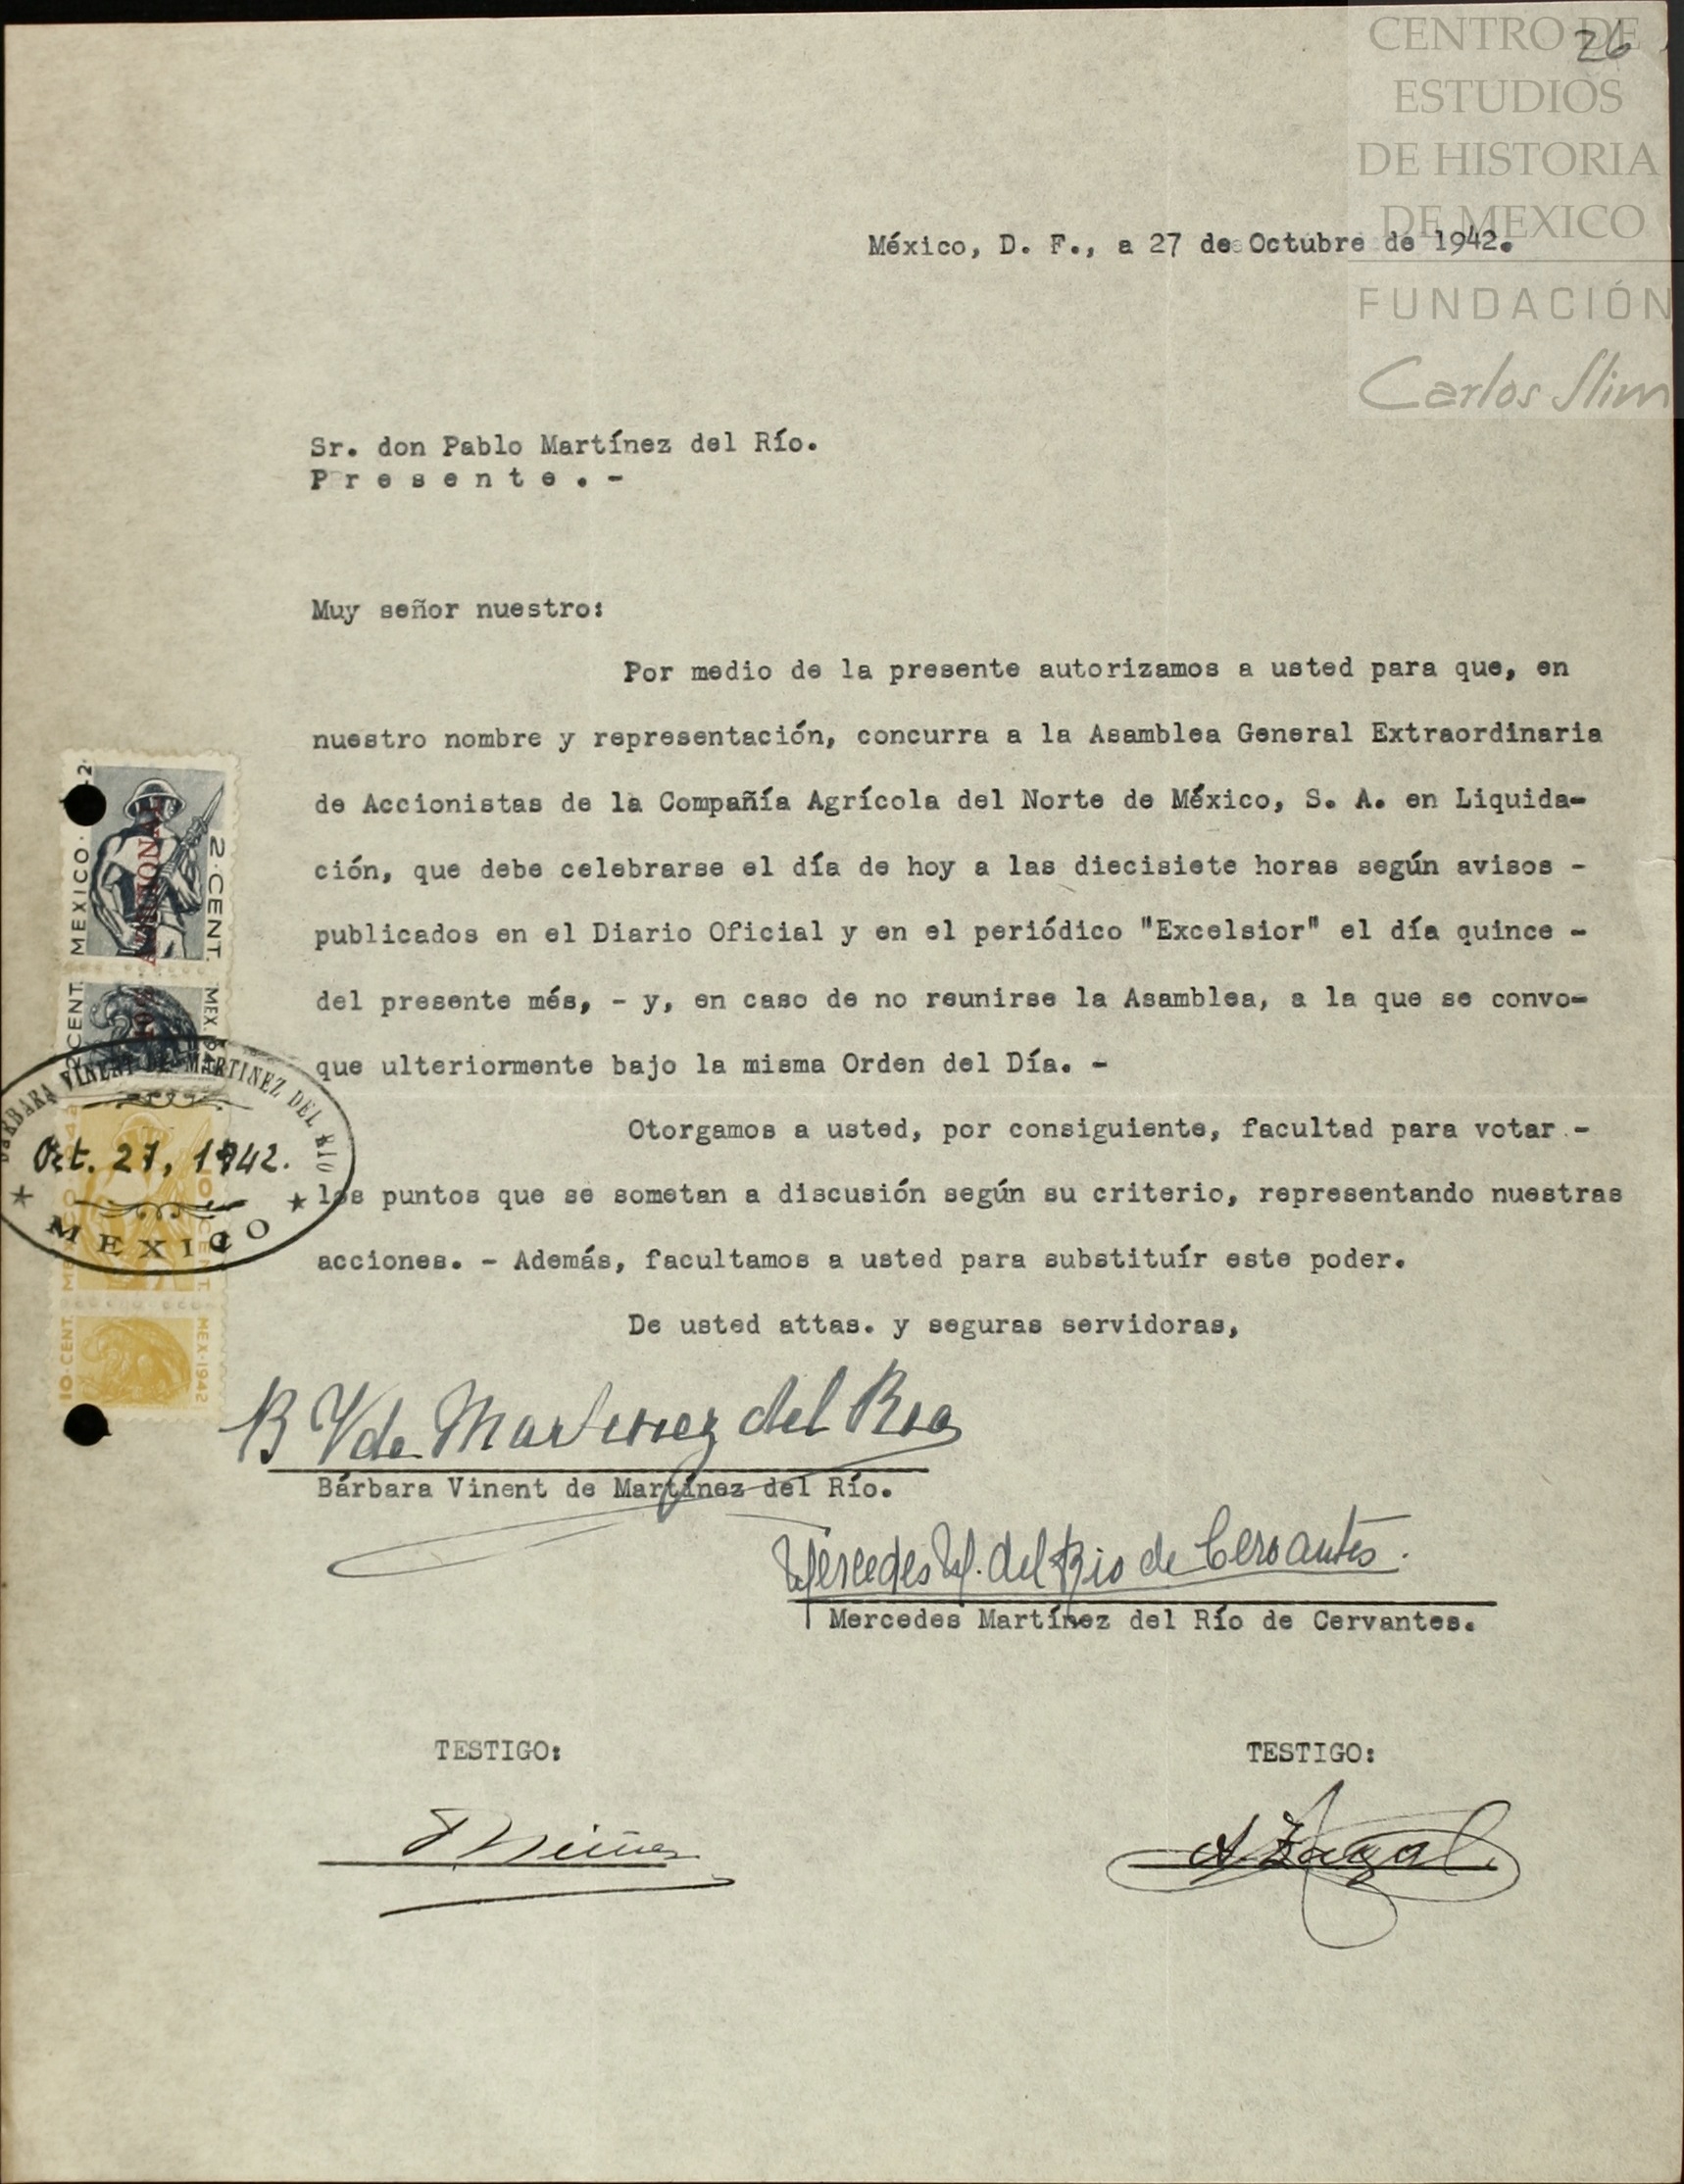 CENTRO DE
26
ESTUDIOS
DE HISTORIA
DE MEXICO
FUNDACIÓN
Carlos Slim
México, D. F., a 27 de Octubre de 1942.
Sr. don Pablo Martínez del Río.
P r e s e n t e . -
Muy señor nuestro:
Por medio de la presente autorizamos a usted para que, en
nuestro nombre y representación, concurra a la Asamblea General Extraordinaria
de Accionistas de la Compañía Agrícola del Norte de México, S. A. en Liquida-
ción, que debe celebrarse el día de hoy a las diecisiete horas según avisos -
publicados en el Diario Oficial y en el periódico "Excelsior" el día quince -
del presente més, - y, en caso de no reunirse la Asamblea, a la que se convo-
que ulteriormente bajo la misma Orden del Día. -
Otorgamos a usted, por consiguiente, facultad para votar -
los puntos que se sometan a discusión según su criterio, representando nuestras
acciones. - Además, facultamos a usted para substituír este poder.
De usted attas. y seguras servidoras,
MEXICO
2·CENT.
2 CENT.
MEX
BARBARA VINENT DE MARTINEZ DEL RIO
Oct. 27, 1942.
MEXICO
10·CENT.
MEX·1942
B V de Martinez del Rio
Bárbara Vinent de Martínez del Río.
Mercedes M. del Rio de Cervantes.
Mercedes Martínez del Río de Cervantes.
TESTIGO:
TESTIGO:
A. Zagal.